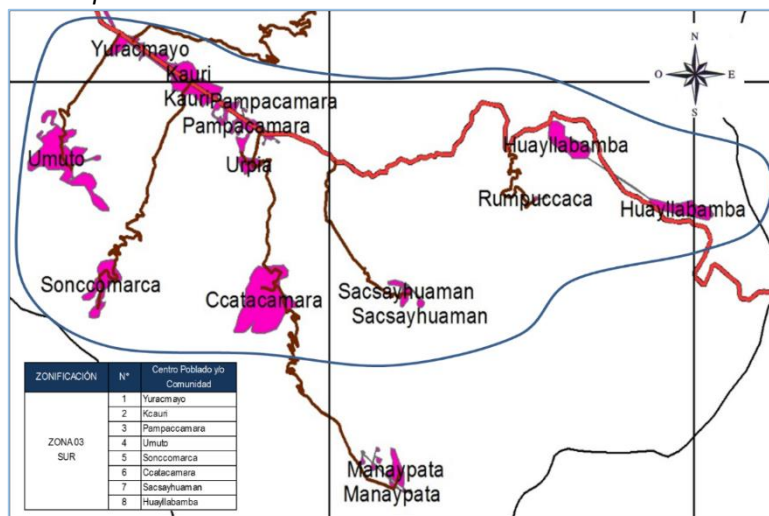 Yuracmayo
Kauri
Kauri
Pampacamara
Pampacamara
Urpia
Umuto
Huayllabamba
Rumpuccaca
Huayllabamba
Sonccomarca
Ccatacamara
Sacsayhuaman
Sacsayhuaman
Manaypata
Manaypata
N
O E
S
ZONIFICACIÓN N° Centro Poblado y/o
Comunidad
ZONA 03
SUR
1 Yuracmayo
2 Kcauri
3 Pampaccamara
4 Umuto
5 Sonccomarca
6 Ccatacamara
7 Sacsayhuaman
8 Huayllabamba